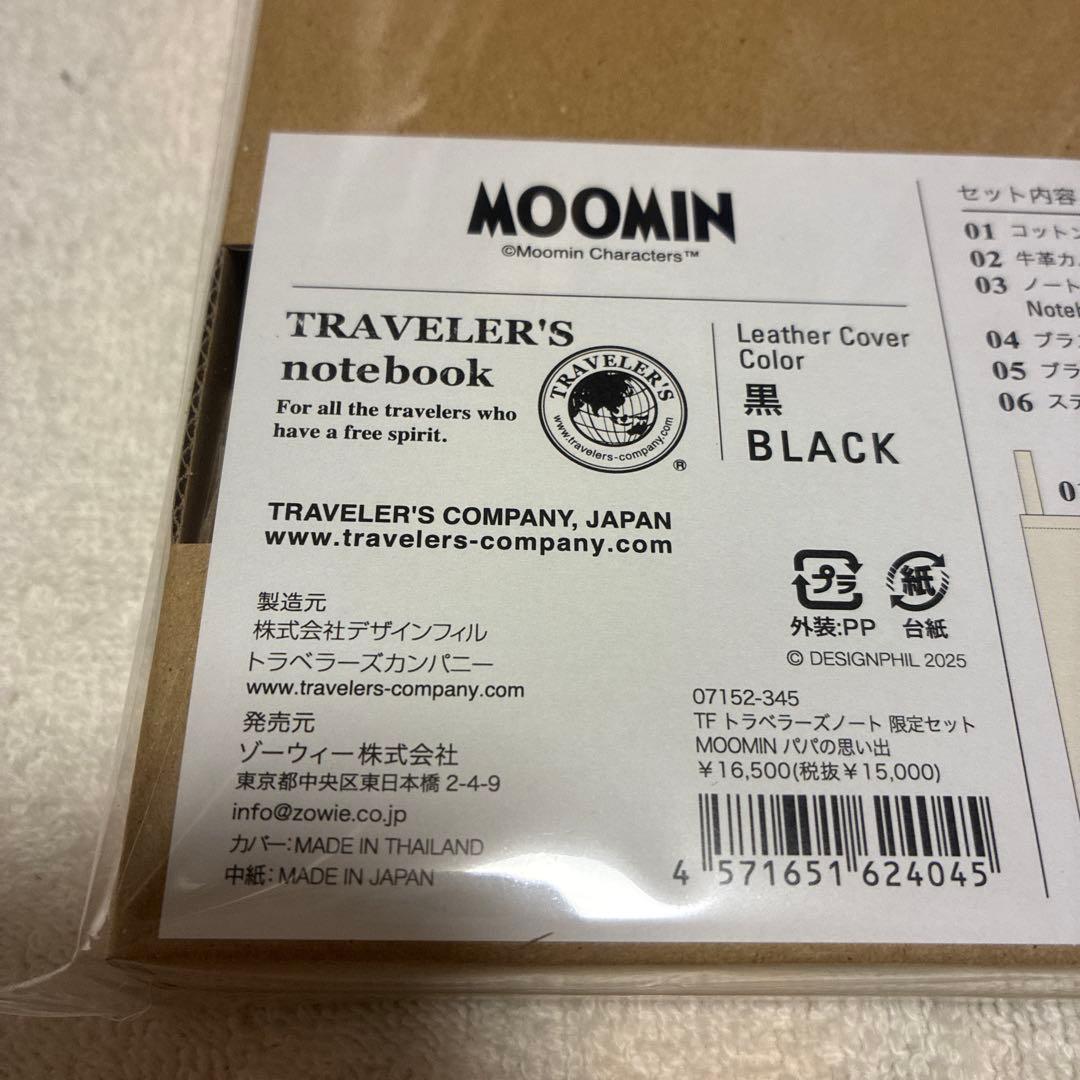 MOOMIN
©Moomin Characters™
TRAVELER'S
notebook
For all the travelers who
have a free spirit.
TRAVELER'S
www.travelers-company.com
®
Leather Cover
Color
黒
BLACK
TRAVELER'S COMPANY, JAPAN
www.travelers-company.com
製造元
株式会社デザインフィル
トラベラーズカンパニー
www.travelers-company.com
発売元
ゾーウィー株式会社
東京都中央区東日本橋 2-4-9
info@zowie.co.jp
カバー:MADE IN THAILAND
中紙:MADE IN JAPAN
プラ
紙
外装:PP
台紙
© DESIGNPHIL 2025
07152-345
TF トラベラーズノート 限定セット
MOOMIN パパの思い出
¥16,500(税抜¥15,000)
4 571651 624045
セット内容
01 コットン
02 牛革カ
03 ノート
Noteb
04 ブラ
05 ブラ
06 ステ